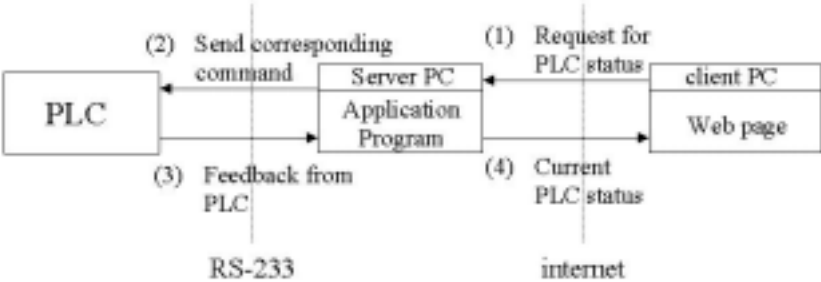 (2) Send corresponding
command
(1) Request for
PLC status
PLC
Server PC
Application
Program
client PC
Web page
(3) Feedback from
PLC
(4) Current
PLC status
RS-233
internet